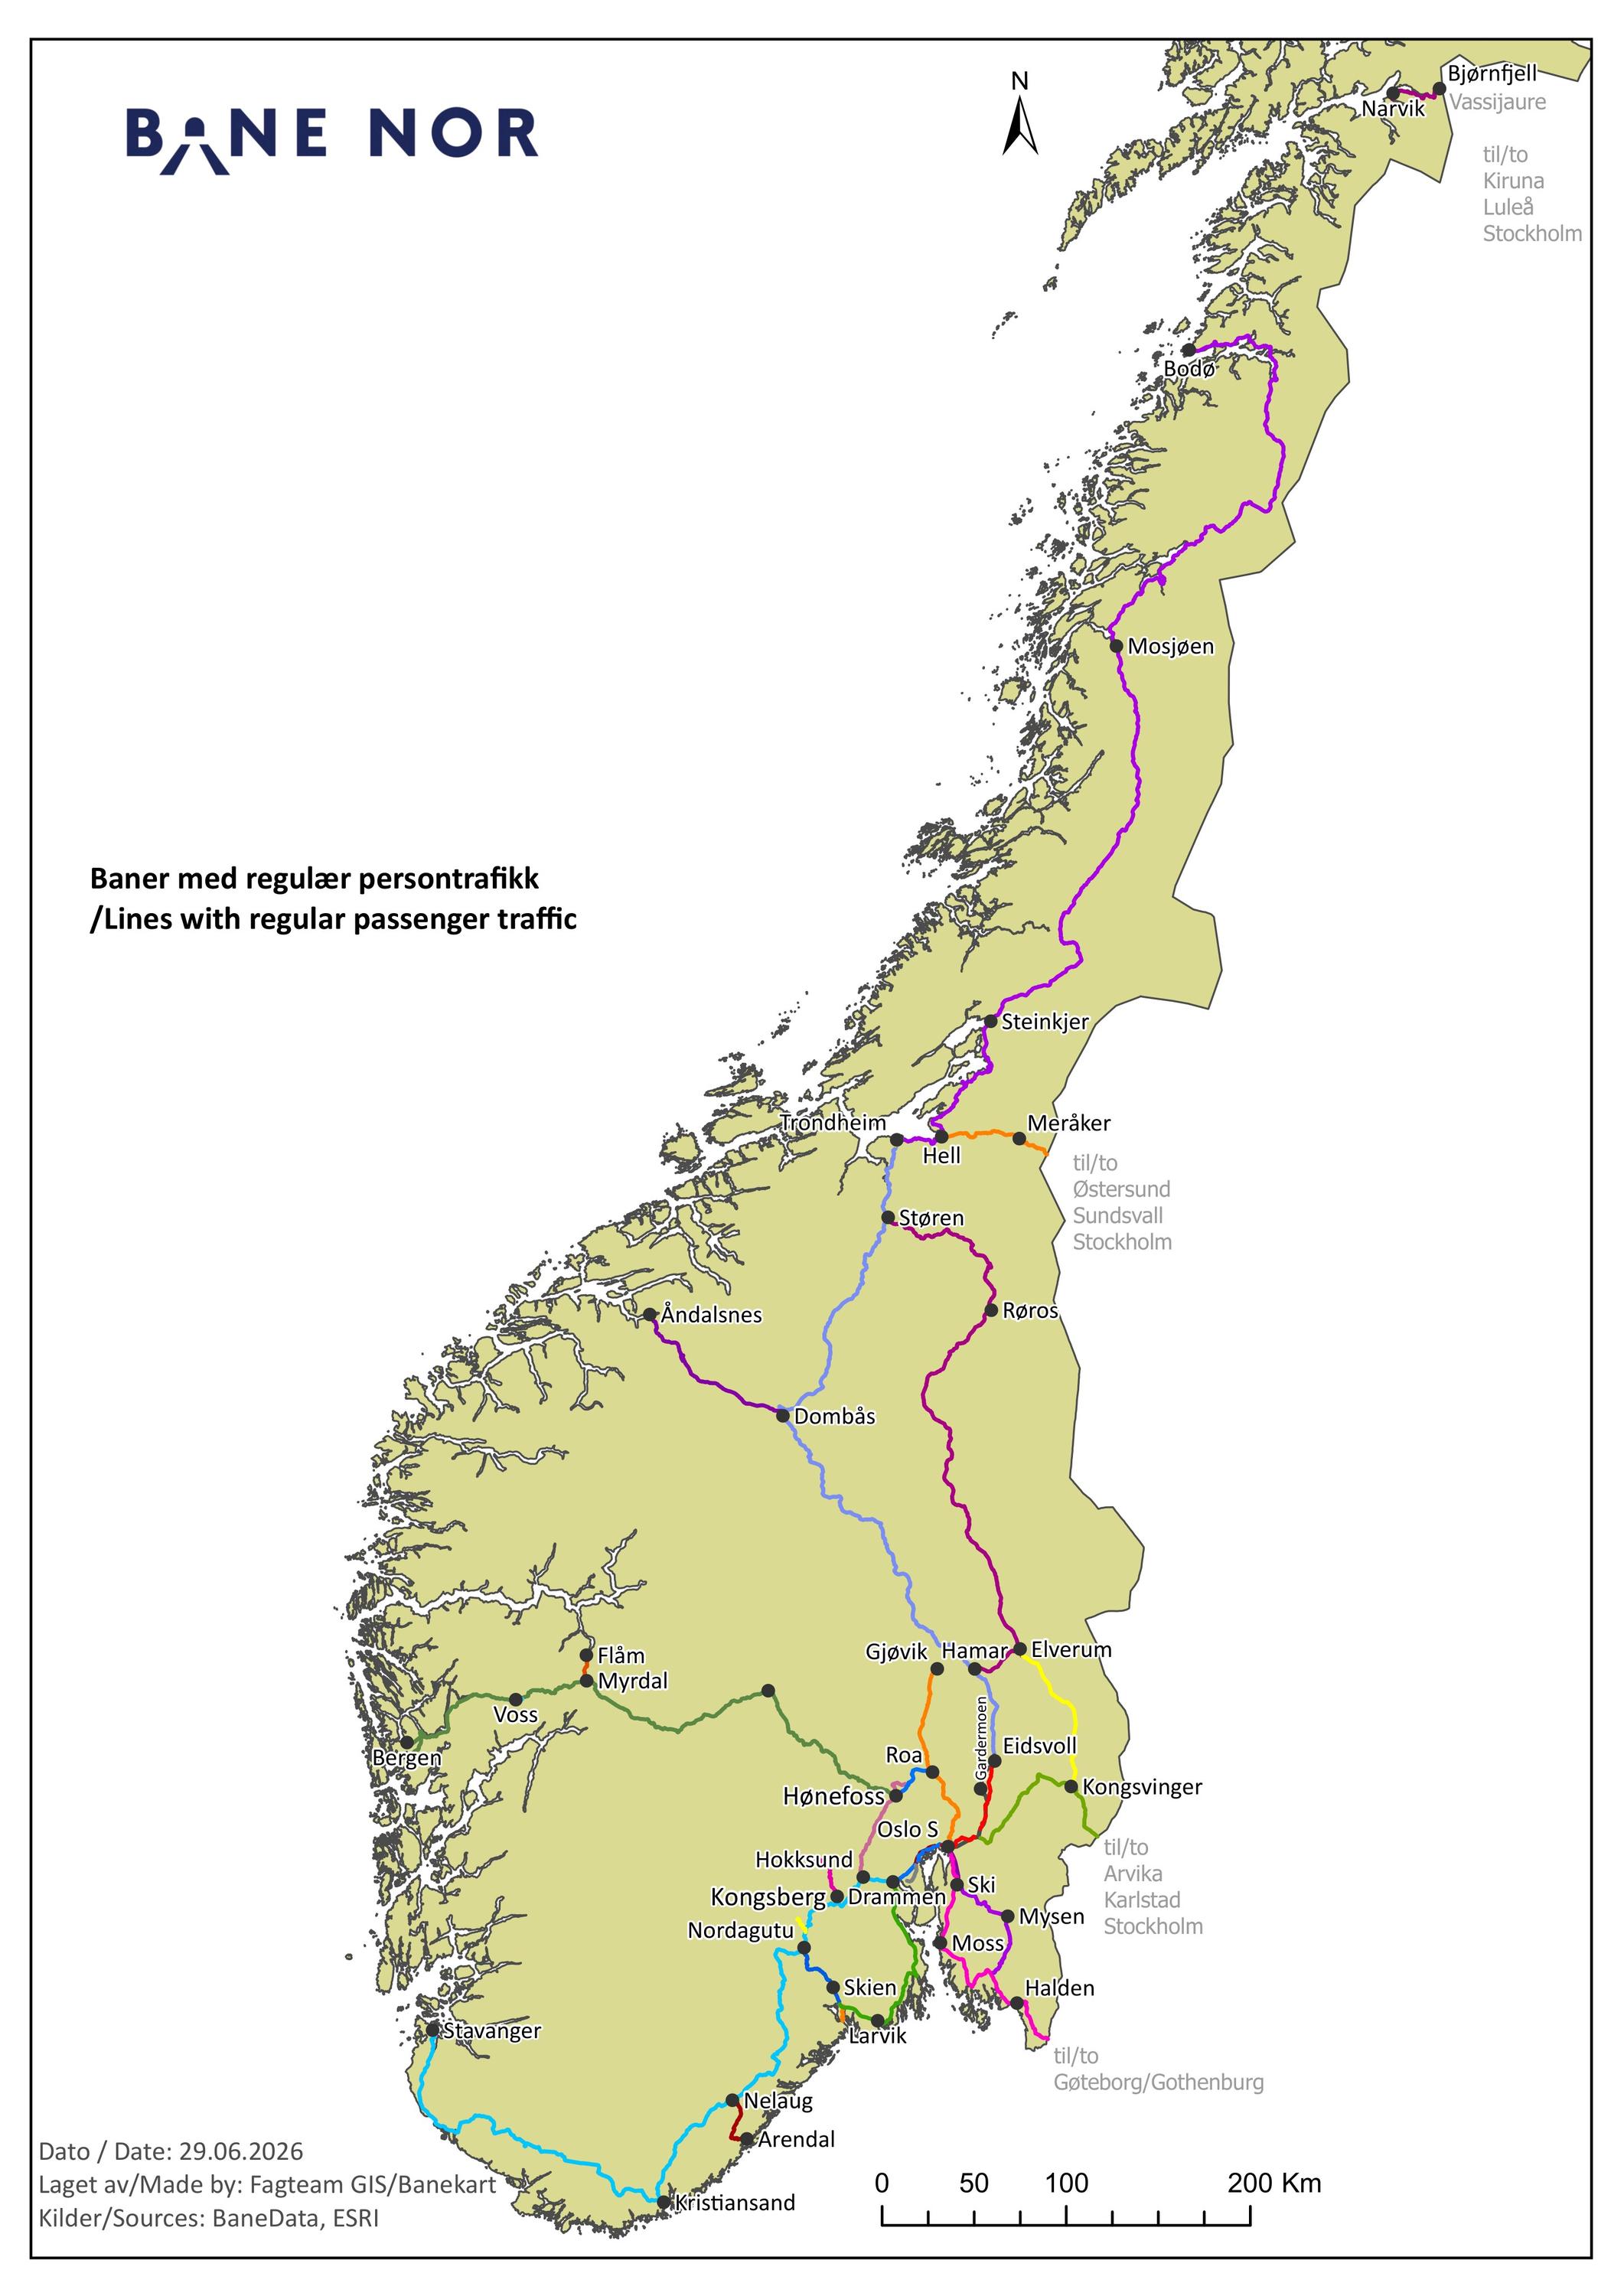 BANE NOR
N
Bjørnfjell
Narvik
Vassijaure
til/to
Kiruna
Luleå
Stockholm
Bodø
Mosjøen
Baner med regulær persontrafikk
/Lines with regular passenger traffic
Steinkjer
Trondheim
Meråker
Hell
til/to
Østersund
Sundsvall
Stockholm
Støren
Røros
Åndalsnes
Dombås
Gjøvik
Hamar
Elverum
Flåm
Myrdal
Voss
Bergen
Gardermoen
Eidsvoll
Roa
Kongsvinger
Hønefoss
Oslo S
til/to
Arvika
Karlstad
Stockholm
Hokksund
Kongsberg
Drammen
Ski
Mysen
Nordagutu
Moss
Skien
Halden
Larvik
Stavanger
til/to
Gøteborg/Gothenburg
Nelaug
Arendal
Kristiansand
Dato / Date: 29.06.2026
Laget av/Made by: Fagteam GIS/Banekart
Kilder/Sources: BaneData, ESRI
0 50 100 200 Km